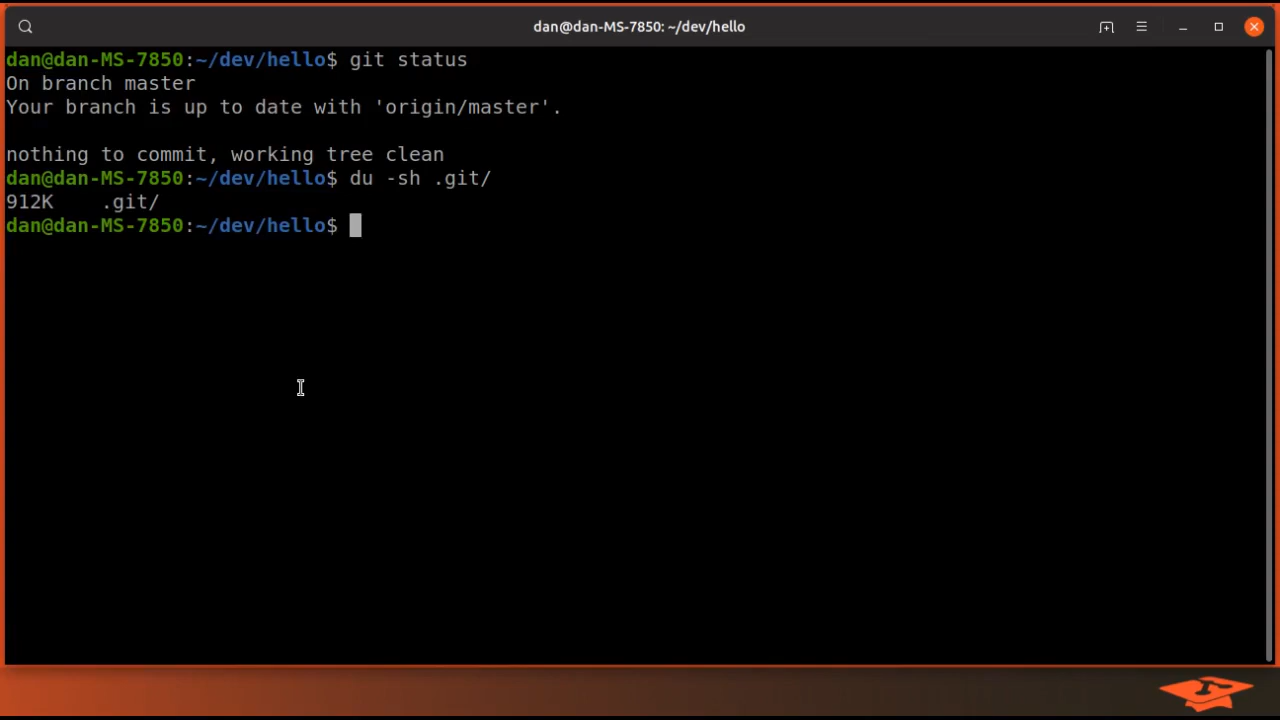 dan@dan-MS-7850: ~/dev/hello
dan@dan-MS-7850:~/dev/hello$ git status
On branch master
Your branch is up to date with 'origin/master'.
nothing to commit, working tree clean
dan@dan-MS-7850:~/dev/hello$ du -sh .git/
912K    .git/
dan@dan-MS-7850:~/dev/hello$